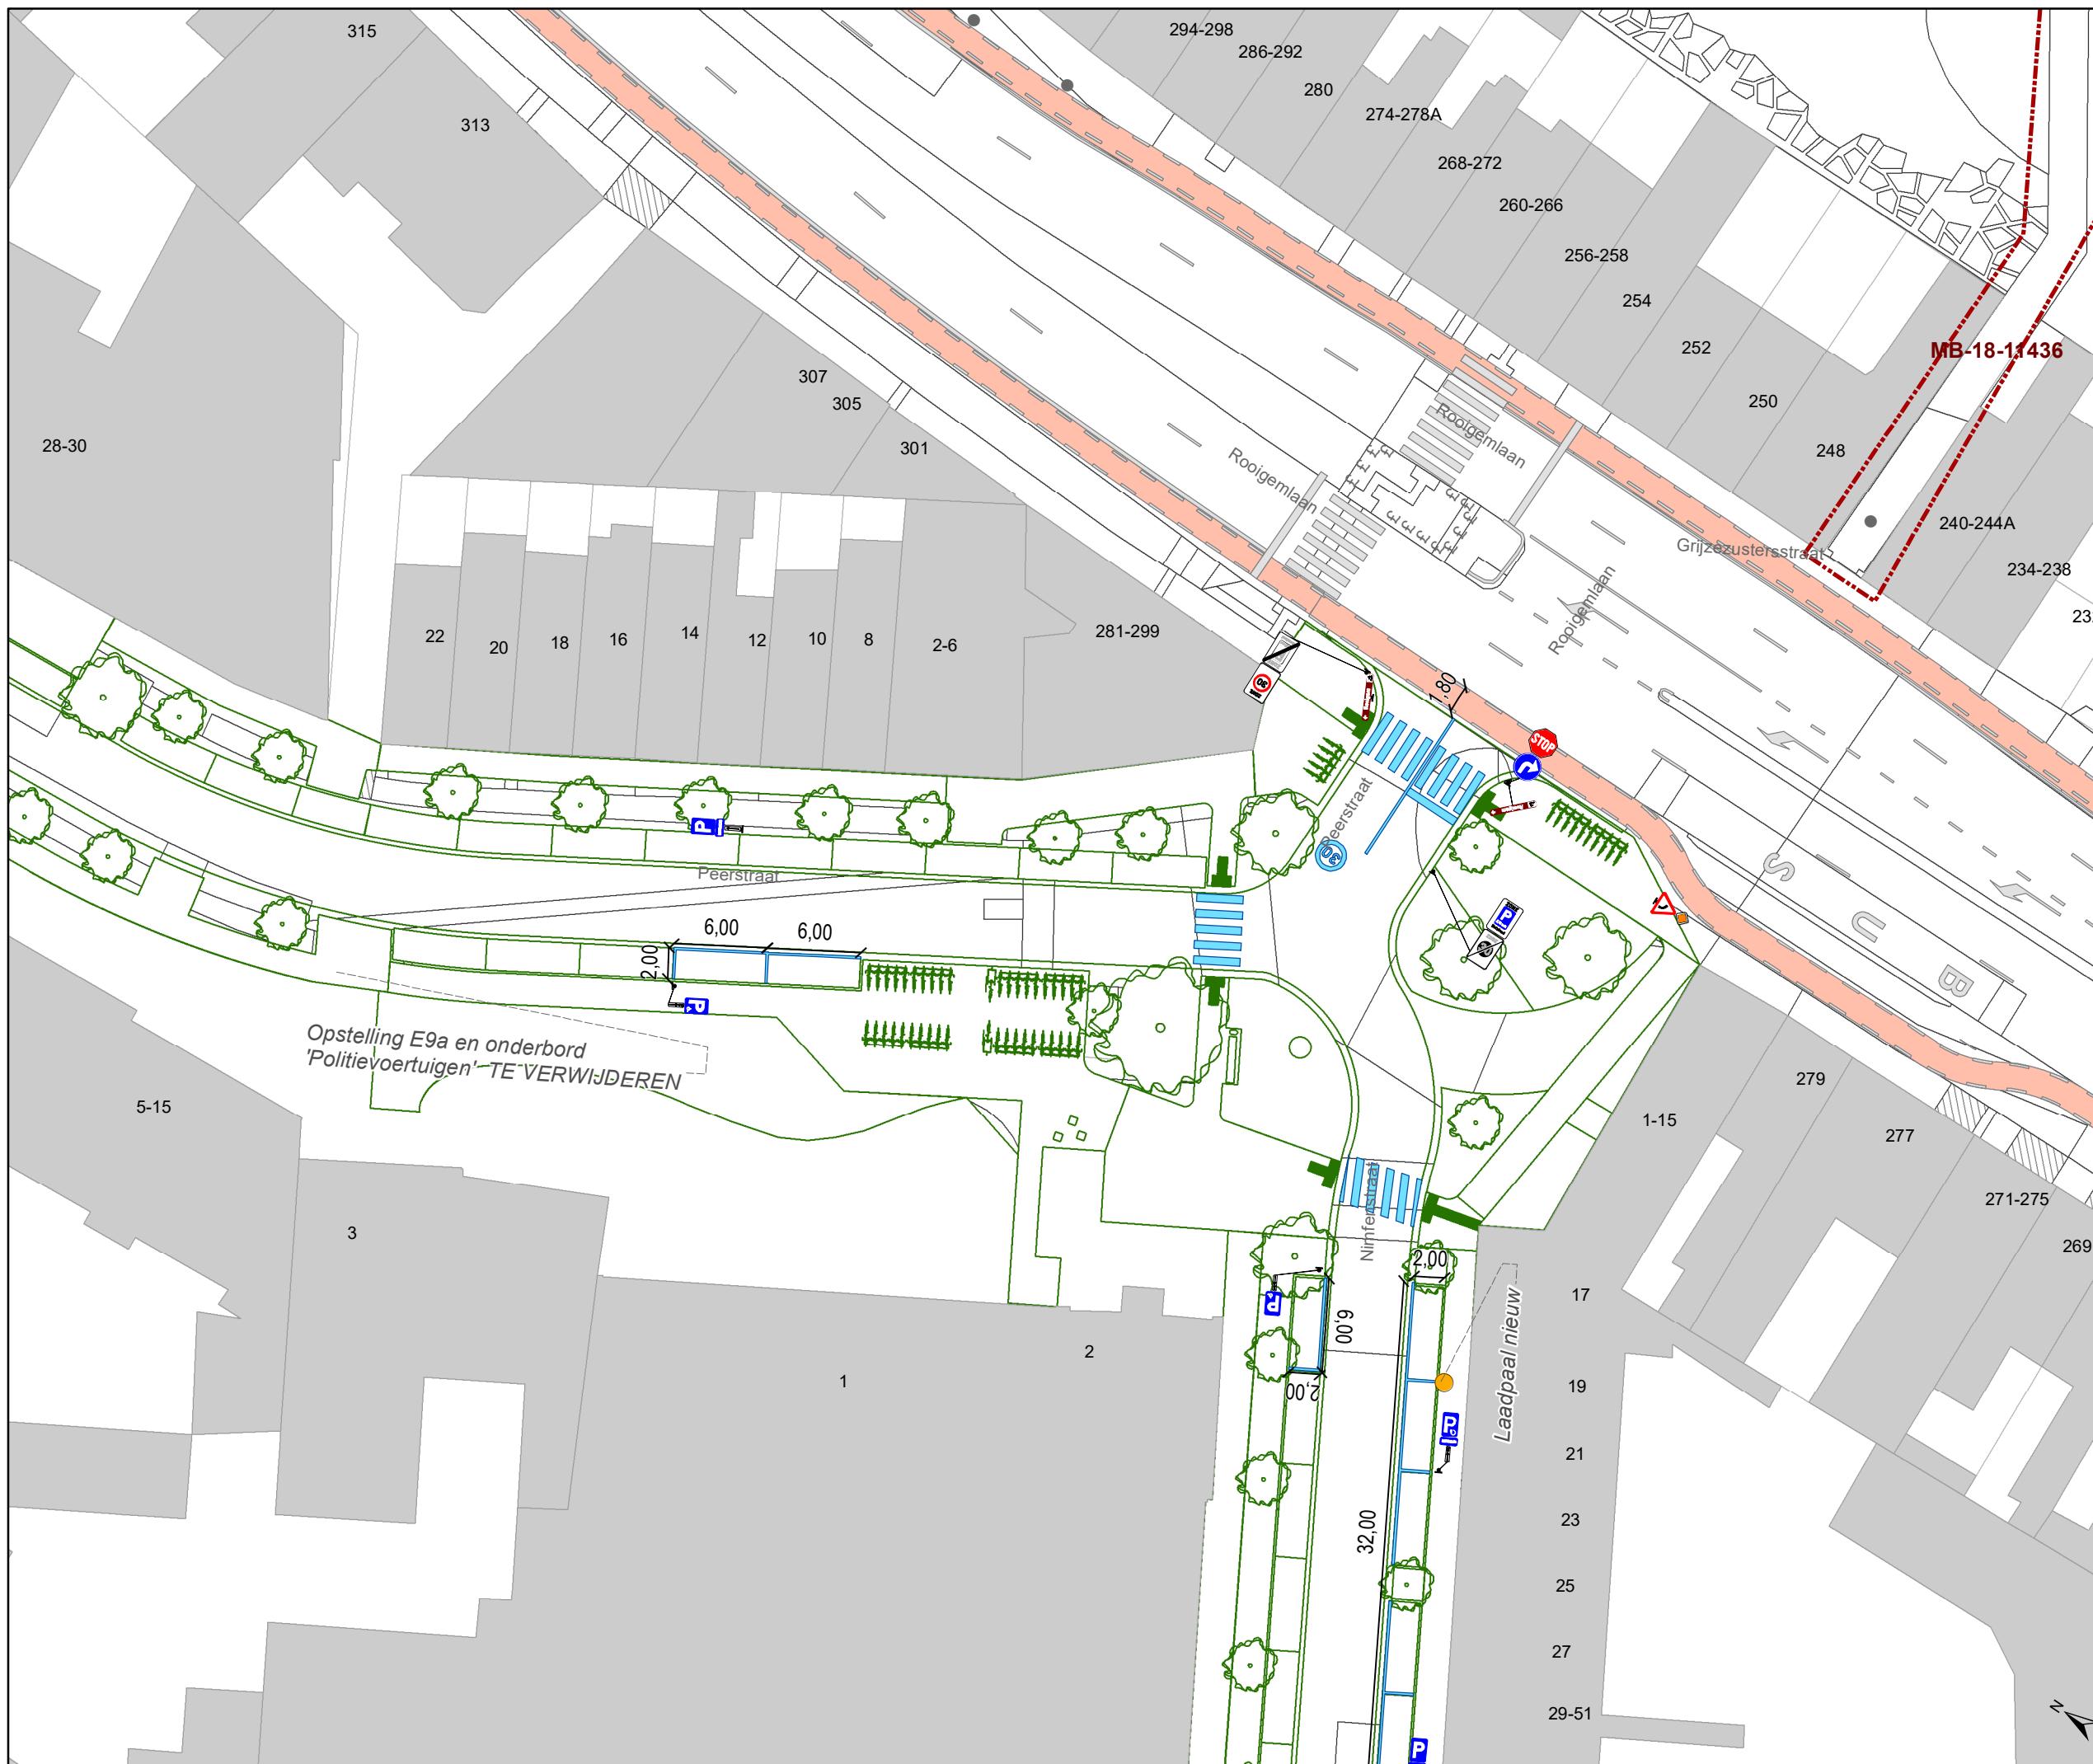 315
294-298
286-292
280
313
274-278A
268-272
260-266
256-258
254
252
MB-18-11436
250
307
305
28-30
301
248
Rooigemlaan
Rooigemlaan
240-244A
Grijzezustersstraat
234-238
Rooigemlaan
22
20
18
16
14
12
10
8
2-6
281-299
30
1,80
STOP
Peerstraat
30
P
Peerstraat
SUB
P
6,00
6,00
2,00
P
Opstelling E9a en onderbord
'Politievoertuigen' TE VERWIJDEREN
5-15
279
1-15
277
271-275
269
3
Nimfenstraat
2,00
17
P
6,00
Laadpaal nieuw
2
1
2,00
19
P
21
23
32,00
25
27
29-51
N
P